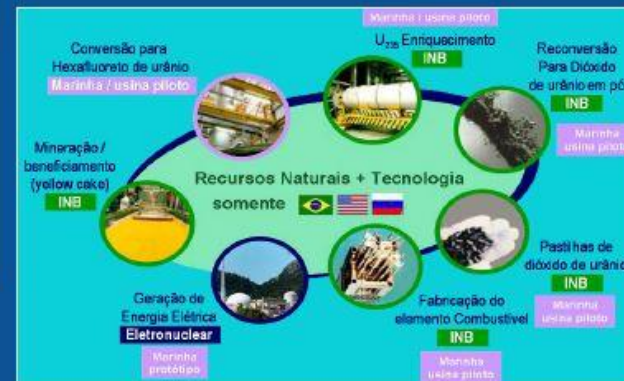 Marinha / usina piloto
U235 Enriquecimento
INB
Conversão para
Hexafluoreto de urânio
Marinha / usina piloto
Reconversão
Para Dióxido
de urânio em pó
INB
Marinha
usina piloto
Mineração /
beneficiamento
(yellow cake)
INB
Recursos Naturais + Tecnologia
somente
Pastilhas de
dióxido de urânio
INB
Marinha
usina piloto
Geração de
Energia Elétrica
Eletronuclear
Marinha
protótipo
Fabricação do
elemento Combustível
INB
Marinha
usina piloto